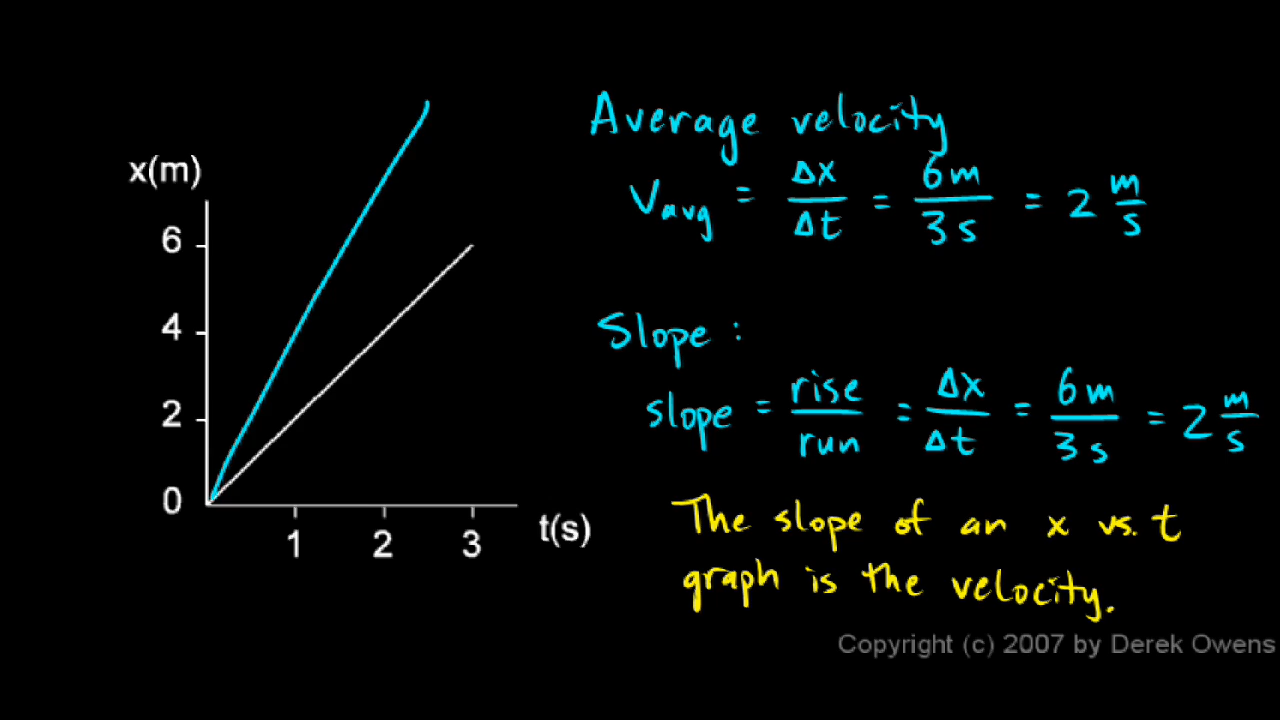 Average velocity
x(m)
Vavg = Δx/Δt = 6m/3s = 2 m/s
6
4
2
0
1 2 3
t(s)
Slope :
slope = rise/run = Δx/Δt = 6m/3s = 2 m/s
The slope of an x vs. t
graph is the velocity.
Copyright (c) 2007 by Derek Owens